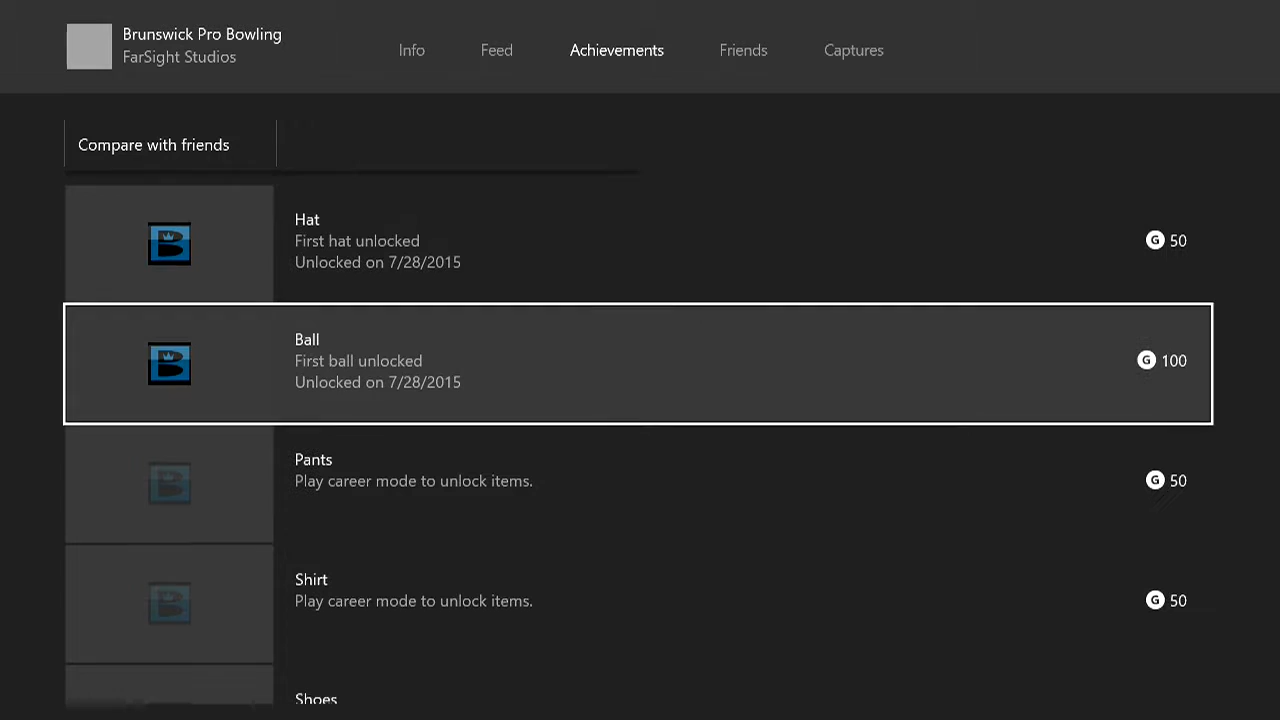 Brunswick Pro Bowling
FarSight Studios
Info
Feed
Achievements
Friends
Captures
Compare with friends
Hat
First hat unlocked
Unlocked on 7/28/2015
G 50
Ball
First ball unlocked
Unlocked on 7/28/2015
G 100
Pants
Play career mode to unlock items.
G 50
Shirt
Play career mode to unlock items.
G 50
Shoes